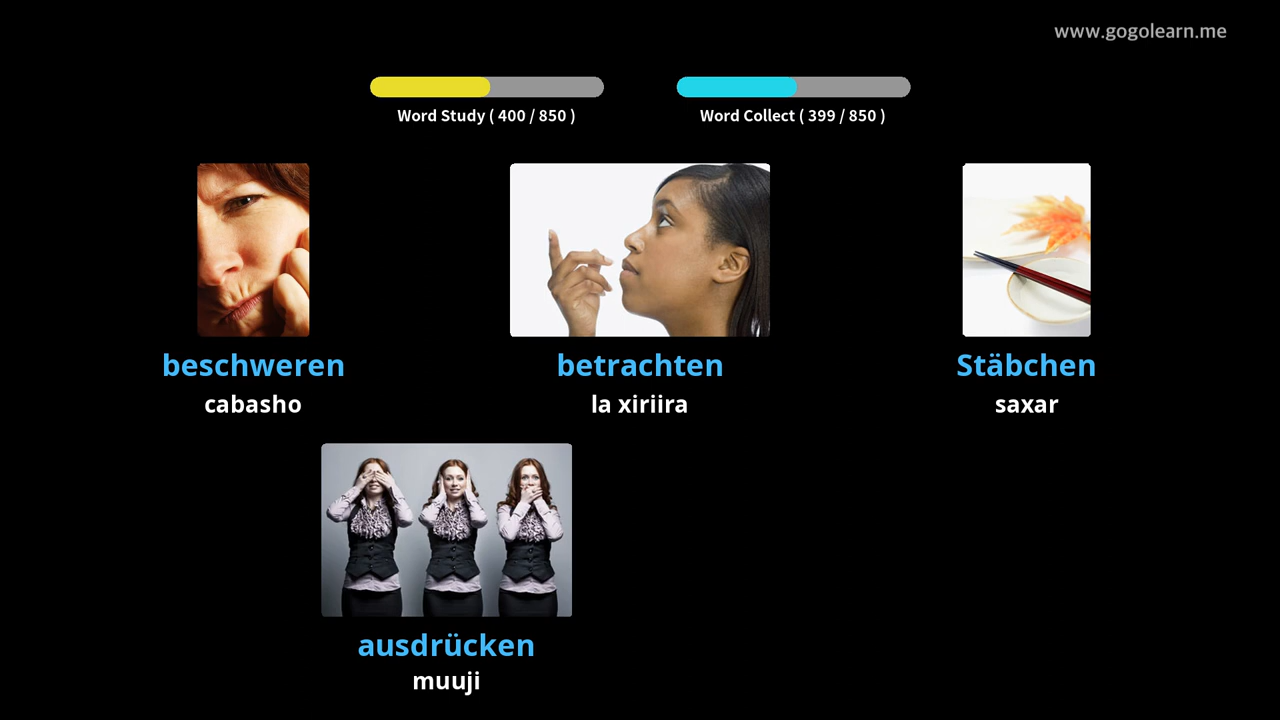 www.gogolearn.me
Word Study ( 400 / 850 )
Word Collect ( 399 / 850 )
beschweren
cabasho
betrachten
la xiriira
Stäbchen
saxar
ausdrücken
muuji